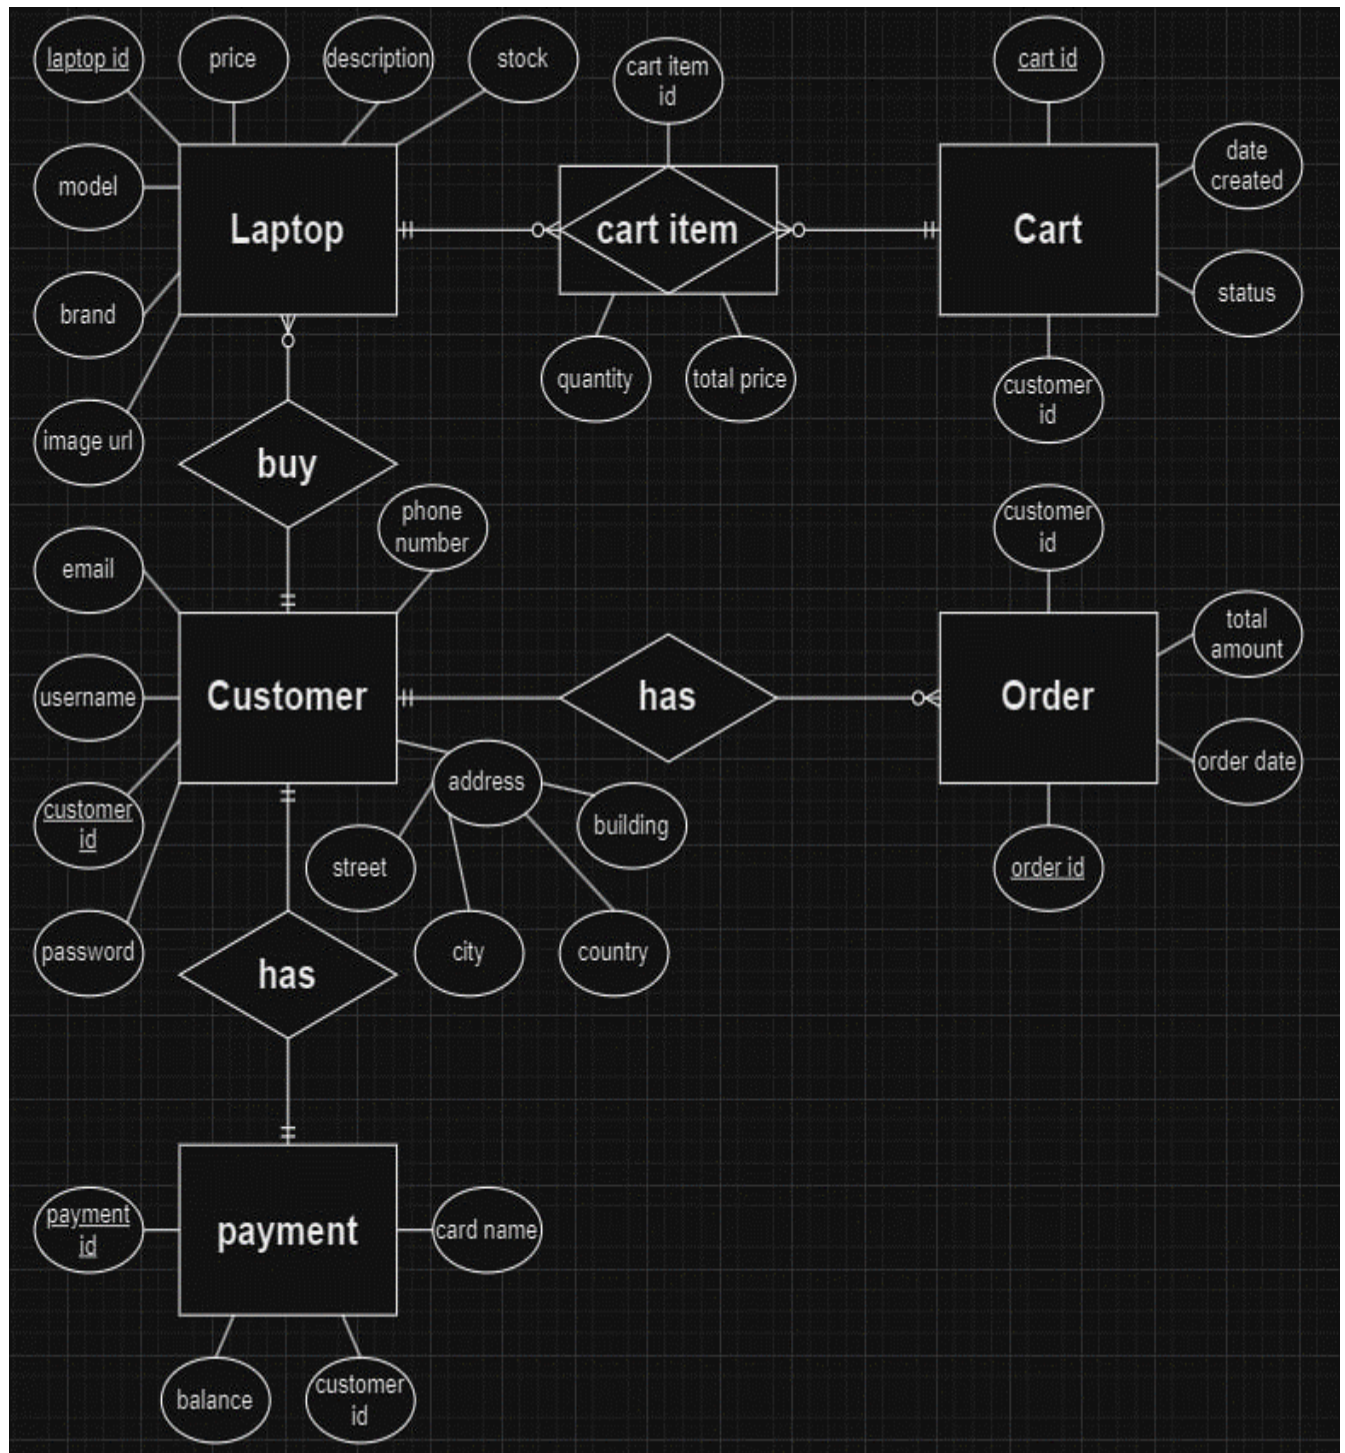 laptop id
price
description
stock
cart item
id
cart id
model
date
created
Laptop
cart item
Cart
brand
status
quantity
total price
customer
id
image url
buy
phone
number
customer
id
email
total
amount
username
Customer
has
Order
address
order date
customer
id
building
street
order id
password
city
country
has
payment
id
payment
card name
balance
customer
id